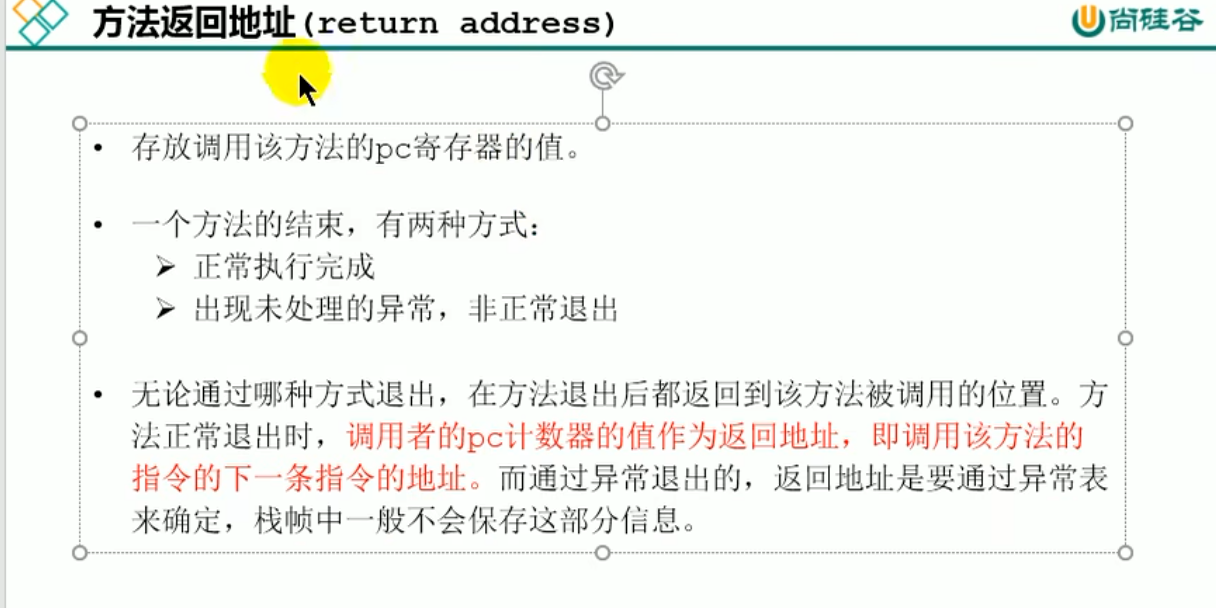 方法返回地址(return address)
尚硅谷
• 存放调用该方法的pc寄存器的值。
• 一个方法的结束，有两种方式：
➢ 正常执行完成
➢ 出现未处理的异常，非正常退出
• 无论通过哪种方式退出，在方法退出后都返回到该方法被调用的位置。方
法正常退出时，调用者的pc计数器的值作为返回地址，即调用该方法的
指令的下一条指令的地址。而通过异常退出的，返回地址是要通过异常表
来确定，栈帧中一般不会保存这部分信息。